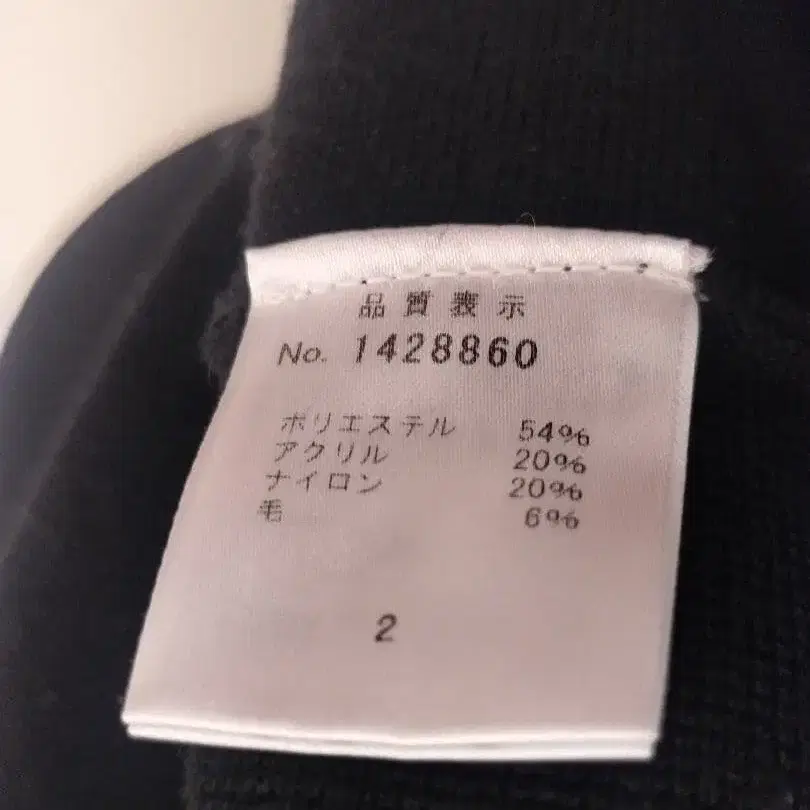 品質表示
No. 1428860
ポリエステル 54%
アクリル 20%
ナイロン 20%
毛 6%
2